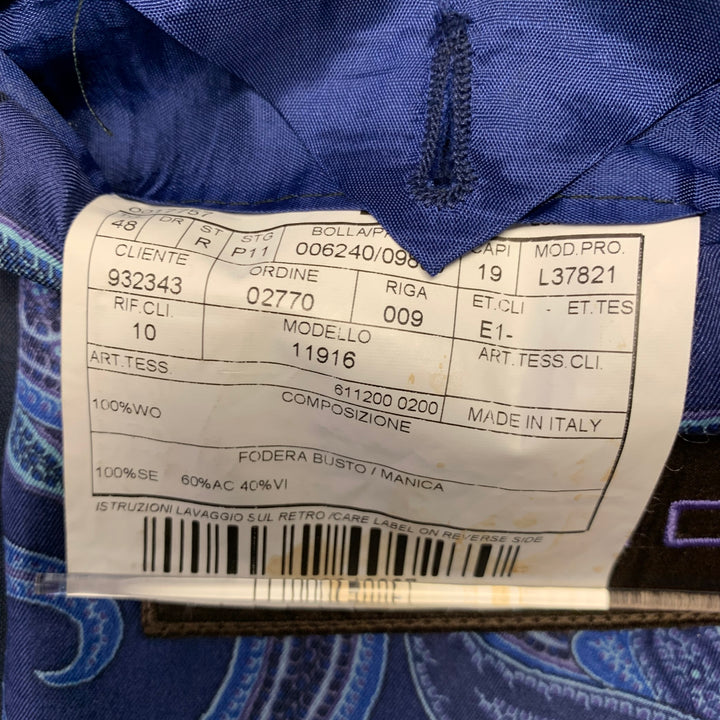 48 DR ST R STG P11 BOLLA/P 19 MOD.PRO.
006240/09 L37821
CLIENTE ORDINE RIGA ET.CLI - ET.TES
932343 02770 009 E1-
RIF.CLI. MODELLO ART.TESS.CLI.
10 11916
ART.TESS. 611200 0200 MADE IN ITALY
COMPOSIZIONE
100%WO
FODERA BUSTO / MANICA
100%SE 60%AC 40%VI
ISTRUZIONI LAVAGGIO SUL RETRO /CARE LABEL ON REVERSE SIDE